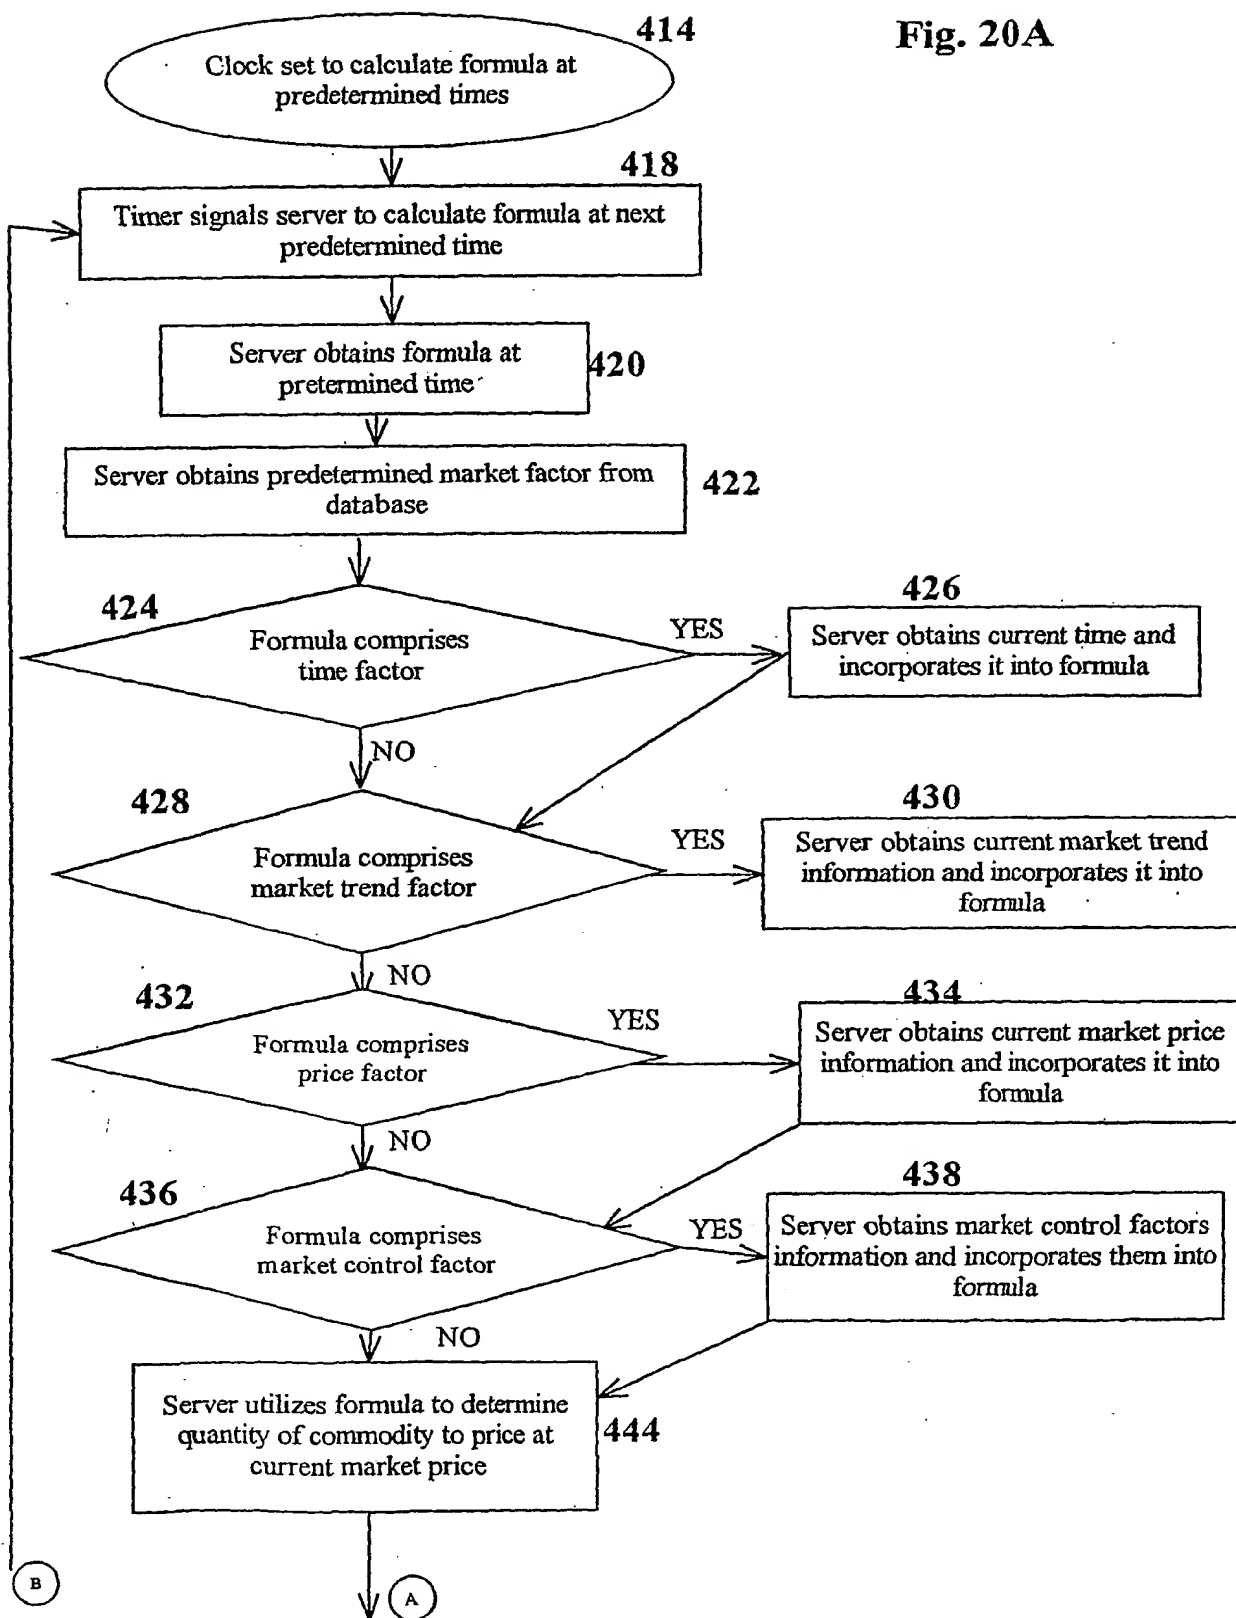 Fig. 20A
414
Clock set to calculate formula at
predetermined times
418
Timer signals server to calculate formula at next
predetermined time
Server obtains formula at
pretermined time
420
Server obtains predetermined market factor from
database
422
424
Formula comprises
time factor
YES
426
Server obtains current time and
incorporates it into formula
NO
428
Formula comprises
market trend factor
YES
430
Server obtains current market trend
information and incorporates it into
formula
NO
432
Formula comprises
price factor
YES
434
Server obtains current market price
information and incorporates it into
formula
NO
436
Formula comprises
market control factor
YES
438
Server obtains market control factors
information and incorporates them into
formula
NO
Server utilizes formula to determine
quantity of commodity to price at
current market price
444
B
A